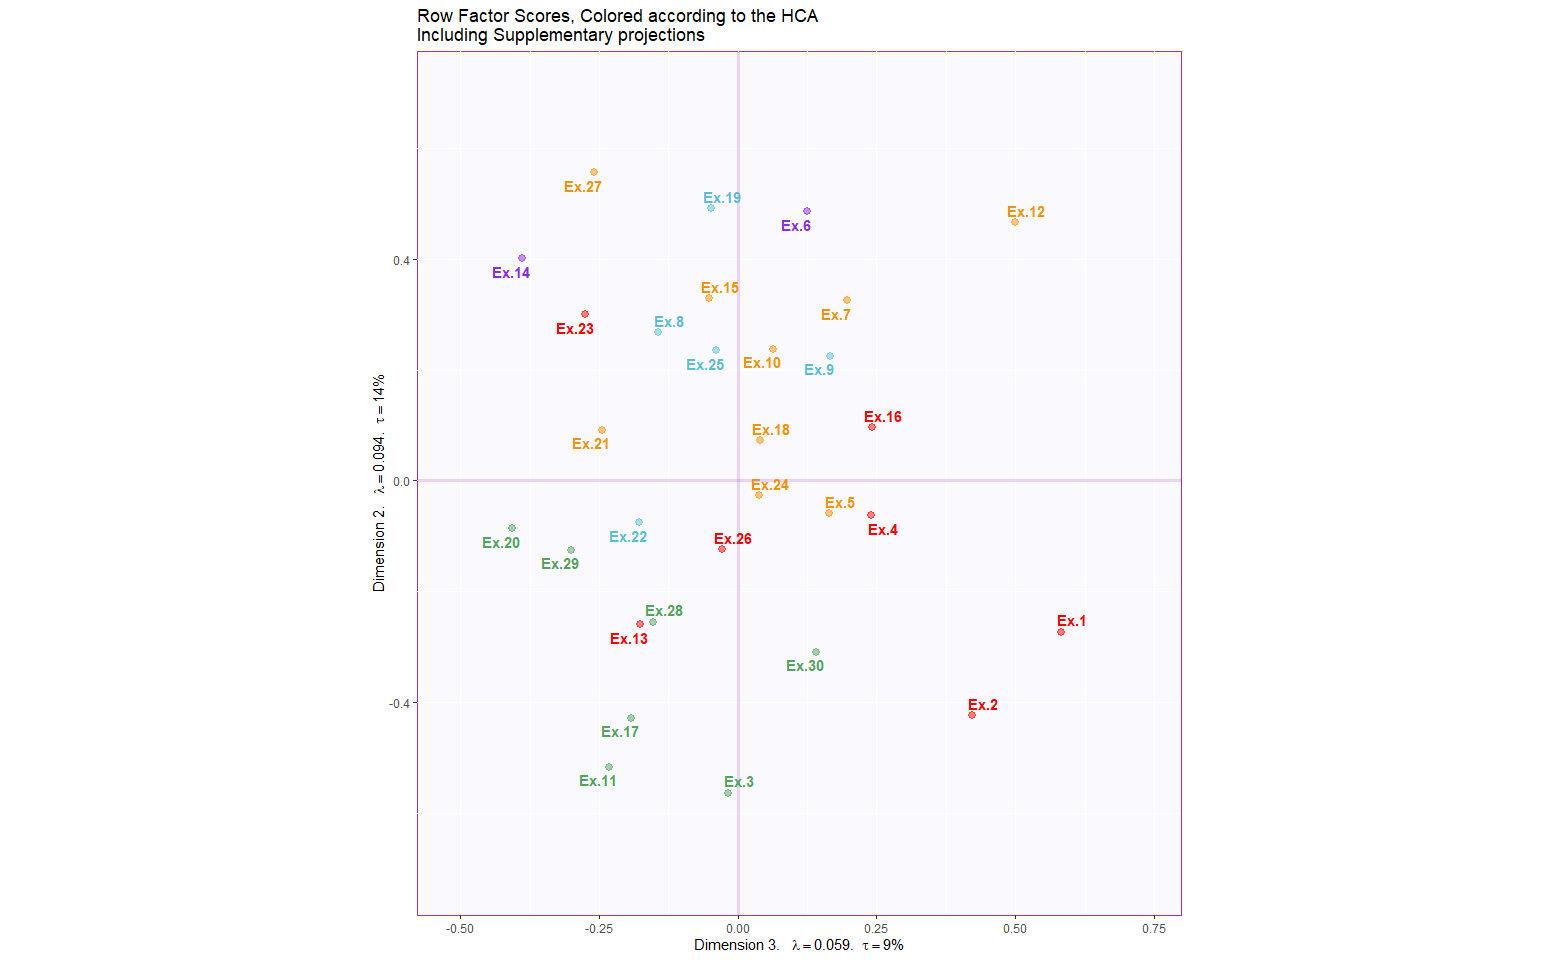 Row Factor Scores, Colored according to the HCA
Including Supplementary projections
Ex.27
Ex.19
Ex.6
Ex.12
0.4
Ex.14
Ex.15
Ex.7
Ex.23
Ex.8
Ex.25
Ex.10
Ex.9
Ex.16
Ex.18
Ex.21
0.0
Ex.24
Ex.5
Ex.4
Ex.20
Ex.22
Ex.26
Ex.29
Ex.28
Ex.13
Ex.1
Ex.30
-0.4
Ex.2
Ex.17
Ex.11
Ex.3
Dimension 2. λ = 0.094. τ = 14%
-0.50 -0.25 0.00 0.25 0.50 0.75
Dimension 3. λ = 0.059. τ = 9%